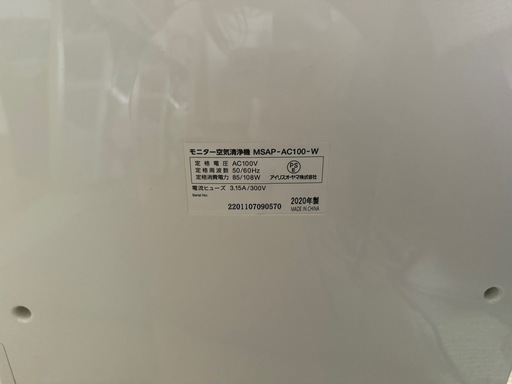 モニター空気清浄機 MSAP-AC100-W
定格電圧 AC100V
定格周波数 50/60Hz
定格消費電力 85/108W
PS
E
アイリスオーヤマ株式会社
電流ヒューズ 3.15A/300V
Serial No.
2201107090570
2020年製
MADE IN CHINA